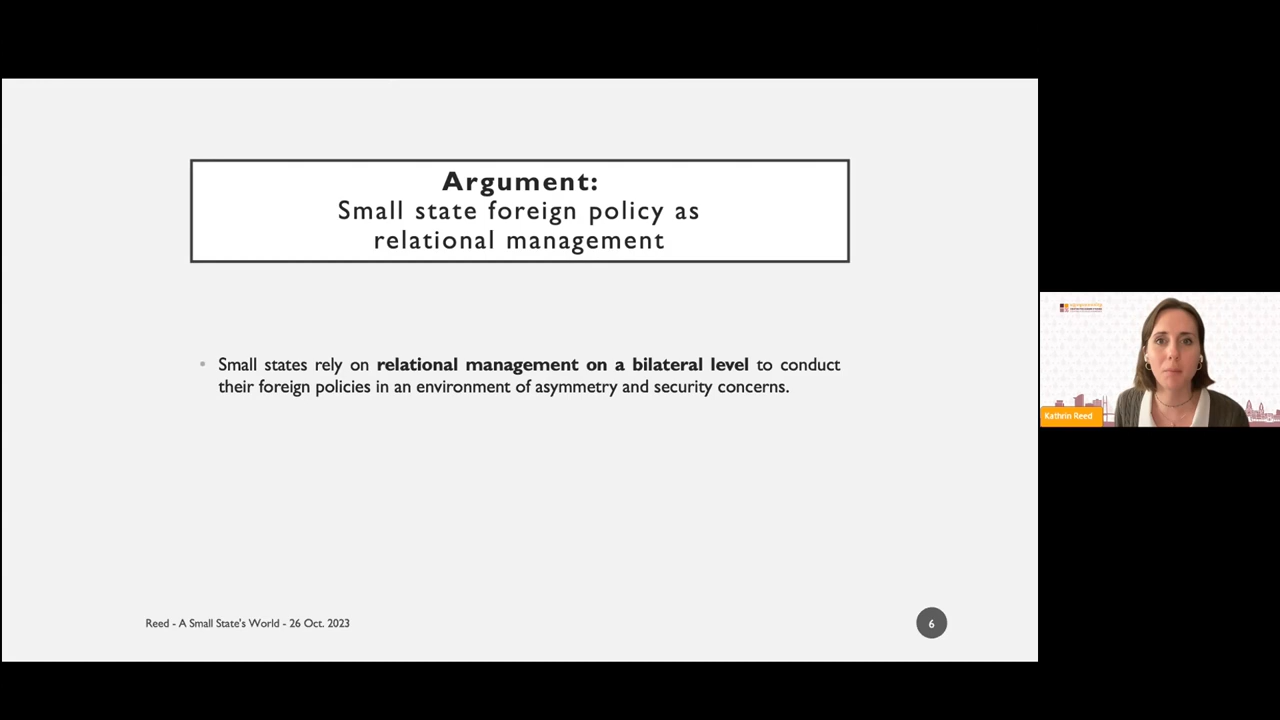 Argument:
Small state foreign policy as
relational management
Small states rely on relational management on a bilateral level to conduct
their foreign policies in an environment of asymmetry and security concerns.
Reed - A Small State's World - 26 Oct. 2023
6
Kathrin Reed